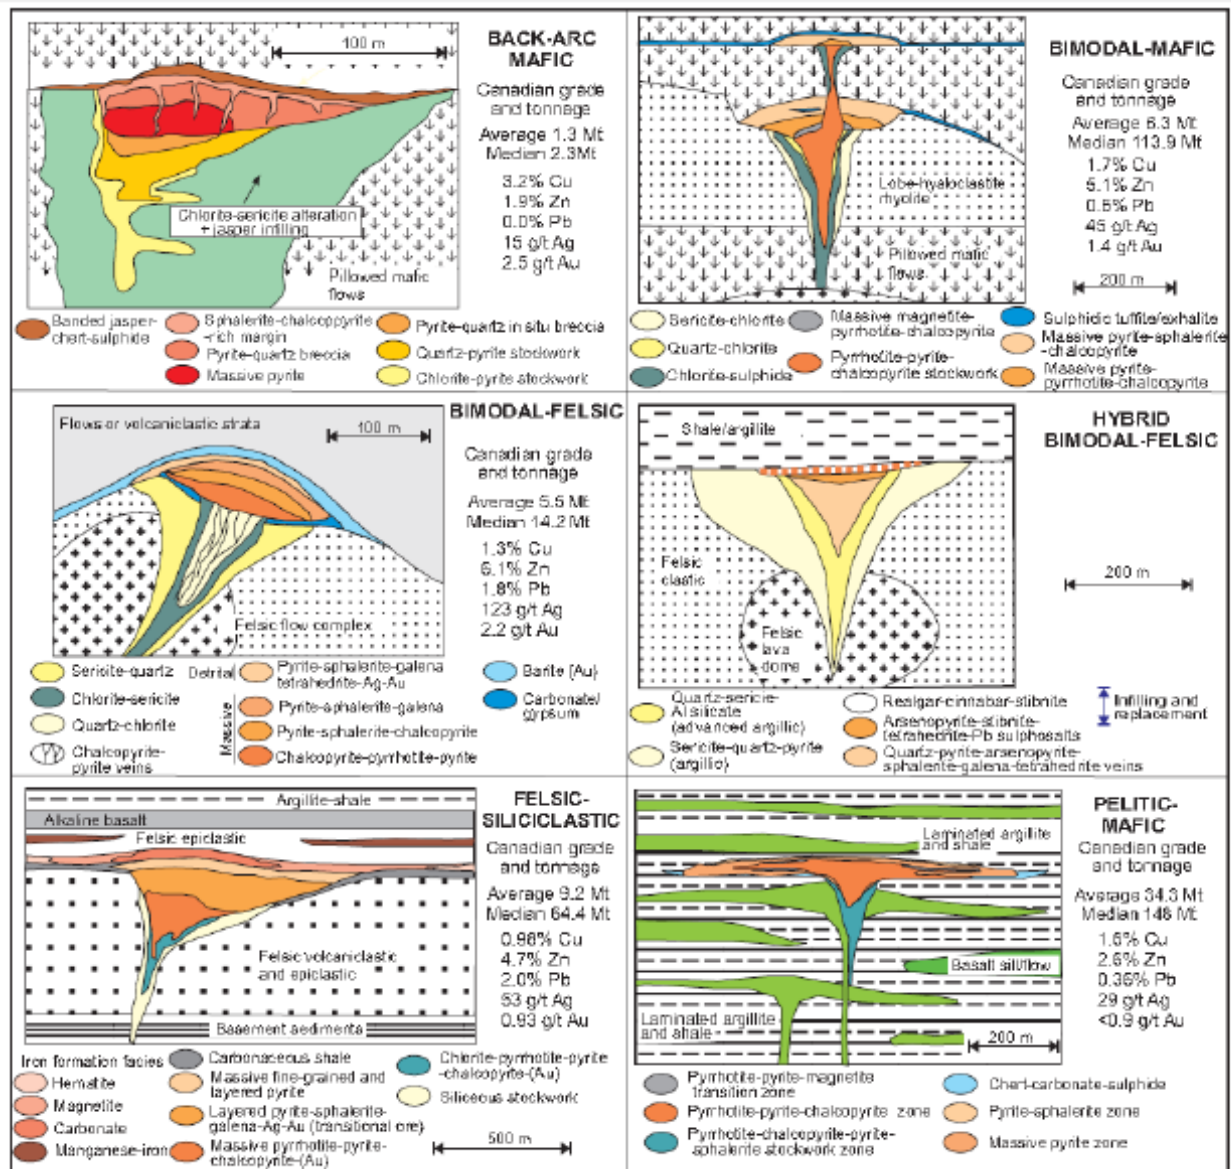 100 m
BACK-ARC
MAFIC
Canadian grade
and tonnage
Average 1.3 Mt
Median 2.3Mt
3.2% Cu
1.9% Zn
0.0% Pb
15 g/t Ag
2.5 g/t Au
Chlorite-sericite alteration
+ jasper infilling
Pillowed mafic
flows
Banded jasper-
chert-sulphide
Sphalerite-chalcopyrite
-rich margin
Pyrite-quartz breccia
Massive pyrite
Pyrite-quartz in situ breccia
Quartz-pyrite stockwork
Chlorite-pyrite stockwork
BIMODAL-MAFIC
Canadian grade
and tonnage
Average 6.3 Mt
Median 113.9 Mt
1.7% Cu
5.1% Zn
0.6% Pb
45 g/t Ag
1.4 g/t Au
200 m
Lobe-hyaloclastite
rhyolite
Pillowed mafic
flows
Sericite-chlorite
Quartz-chlorite
Chlorite-sulphide
Massive magnetite-
pyrrhotite-chalcopyrite
Pyrrhotite-pyrite-
chalcopyrite stockwork
Sulphidic tuffite/exhalite
Massive pyrite-sphalerite
-chalcopyrite
Massive pyrite-
pyrrhotite-chalcopyrite
BIMODAL-FELSIC
Flows or volcaniclastic strata
100 m
Canadian grade
and tonnage
Average 5.5 Mt
Median 14.2 Mt
1.3% Cu
6.1% Zn
1.8% Pb
123 g/t Ag
2.2 g/t Au
Felsic flow complex
Sericite-quartz
Chlorite-sericite
Quartz-chlorite
Chalcopyrite-
pyrite veins
Detrital
Massive
Pyrite-sphalerite-galena
tetrahedrite-Ag-Au
Pyrite-sphalerite-galena
Pyrite-sphalerite-chalcopyrite
Chalcopyrite-pyrrhotite-pyrite
Barite (Au)
Carbonate/
gypsum
HYBRID
BIMODAL-FELSIC
Shale/argillite
Felsic
clastic
Felsic
lava
dome
200 m
Quartz-sericie-
Al silicate
(advanced argillic)
Sericite-quartz-pyrite
(argillic)
Realgar-cinnabar-stibnite
Arsenopyrite-stibnite-
tetrahedrite-Pb sulphosalts
Quartz-pyrite-arsenopyrite-
sphalerite-galena-tetrahedrite veins
Infilling and
replacement
FELSIC-
SILICICLASTIC
Argillite-shale
Alkaline basalt
Felsic epiclastic
Canadian grade
and tonnage
Average 9.2 Mt
Median 64.4 Mt
0.98% Cu
4.7% Zn
2.0% Pb
53 g/t Ag
0.93 g/t Au
Felsic volcaniclastic
and epiclastic
Basement sediments
Iron formation facies
Hematite
Magnetite
Carbonate
Manganese-iron
Carbonaceous shale
Massive fine-grained and
layered pyrite
Layered pyrite-sphalerite-
galena-Ag-Au (transitional ore)
Massive pyrrhotite-pyrite-
chalcopyrite-(Au)
Chlorite-pyrrhotite-pyrite
-chalcopyrite-(Au)
Siliceous stockwork
500 m
PELITIC-
MAFIC
Canadian grade
and tonnage
Average 34.3 Mt
Median 148 Mt
1.6% Cu
2.6% Zn
0.36% Pb
29 g/t Ag
<0.9 g/t Au
Laminated argillite
and shale
Basalt sill/flow
Laminated argillite
and shale
200 m
Pyrrhotite-pyrite-magnetite
transition zone
Pyrrhotite-pyrite-chalcopyrite zone
Pyrrhotite-chalcopyrite-pyrite-
sphalerite stockwork zone
Chert-carbonate-sulphide
Pyrite-sphalerite zone
Massive pyrite zone